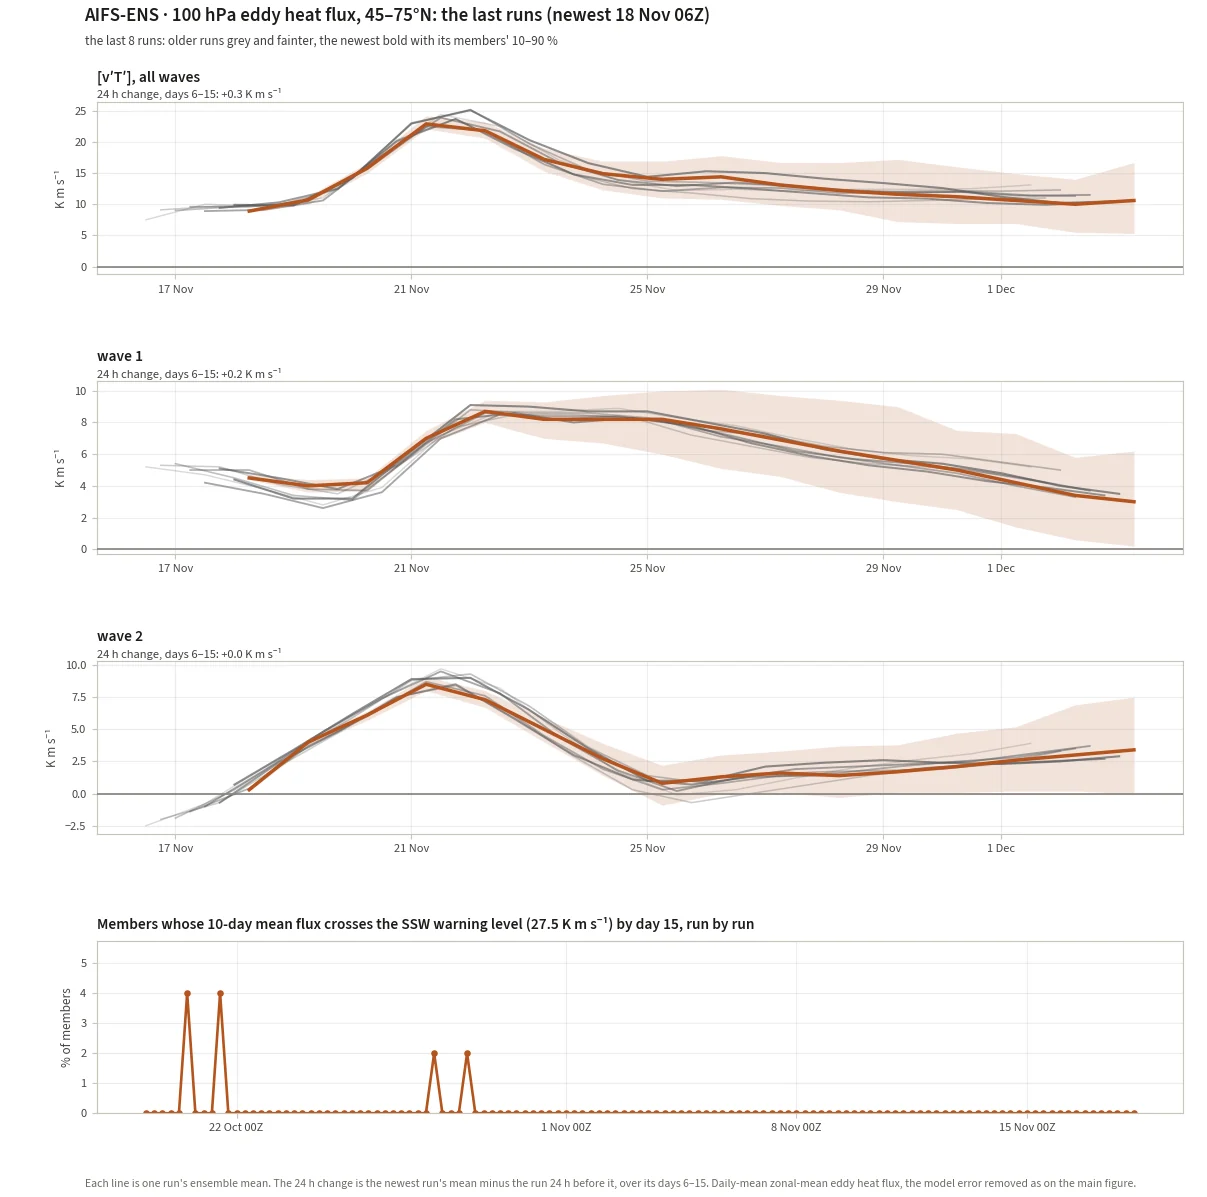 AIFS-ENS · 100 hPa eddy heat flux, 45–75°N: the last runs (newest 18 Nov 06Z)
the last 8 runs: older runs grey and fainter, the newest bold with its members' 10–90 %
[v′T′], all waves
24 h change, days 6–15: +0.3 K m s⁻¹
25
20
15
10
5
0
K m s⁻¹
17 Nov
21 Nov
25 Nov
29 Nov
1 Dec
wave 1
24 h change, days 6–15: +0.2 K m s⁻¹
10
8
6
4
2
0
K m s⁻¹
17 Nov
21 Nov
25 Nov
29 Nov
1 Dec
wave 2
24 h change, days 6–15: +0.0 K m s⁻¹
10.0
7.5
5.0
2.5
0.0
−2.5
K m s⁻¹
17 Nov
21 Nov
25 Nov
29 Nov
1 Dec
Members whose 10-day mean flux crosses the SSW warning level (27.5 K m s⁻¹) by day 15, run by run
5
4
3
2
1
0
% of members
22 Oct 00Z
1 Nov 00Z
8 Nov 00Z
15 Nov 00Z
Each line is one run's ensemble mean. The 24 h change is the newest run's mean minus the run 24 h before it, over its days 6–15. Daily-mean zonal-mean eddy heat flux, the model error removed as on the main figure.